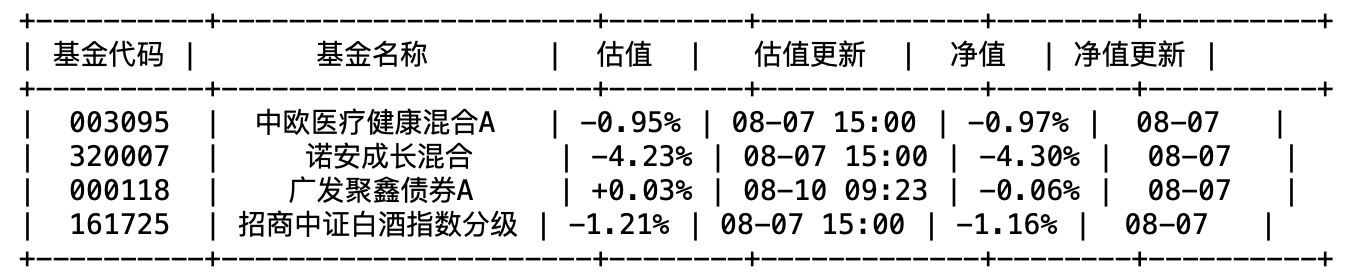 +----------+----------------------+---------+-------------+---------+----------+
| 基金代码 |       基金名称       |  估值  |   估值更新  |  净值  | 净值更新 |
+----------+----------------------+---------+-------------+---------+----------+
|  003095  |  中欧医疗健康混合A   | -0.95% | 08-07 15:00 | -0.97% |  08-07   |
|  320007  |     诺安成长混合     | -4.23% | 08-07 15:00 | -4.30% |  08-07   |
|  000118  |    广发聚鑫债券A     | +0.03% | 08-10 09:23 | -0.06% |  08-07   |
|  161725  | 招商中证白酒指数分级 | -1.21% | 08-07 15:00 | -1.16% |  08-07   |
+----------+----------------------+---------+-------------+---------+----------+